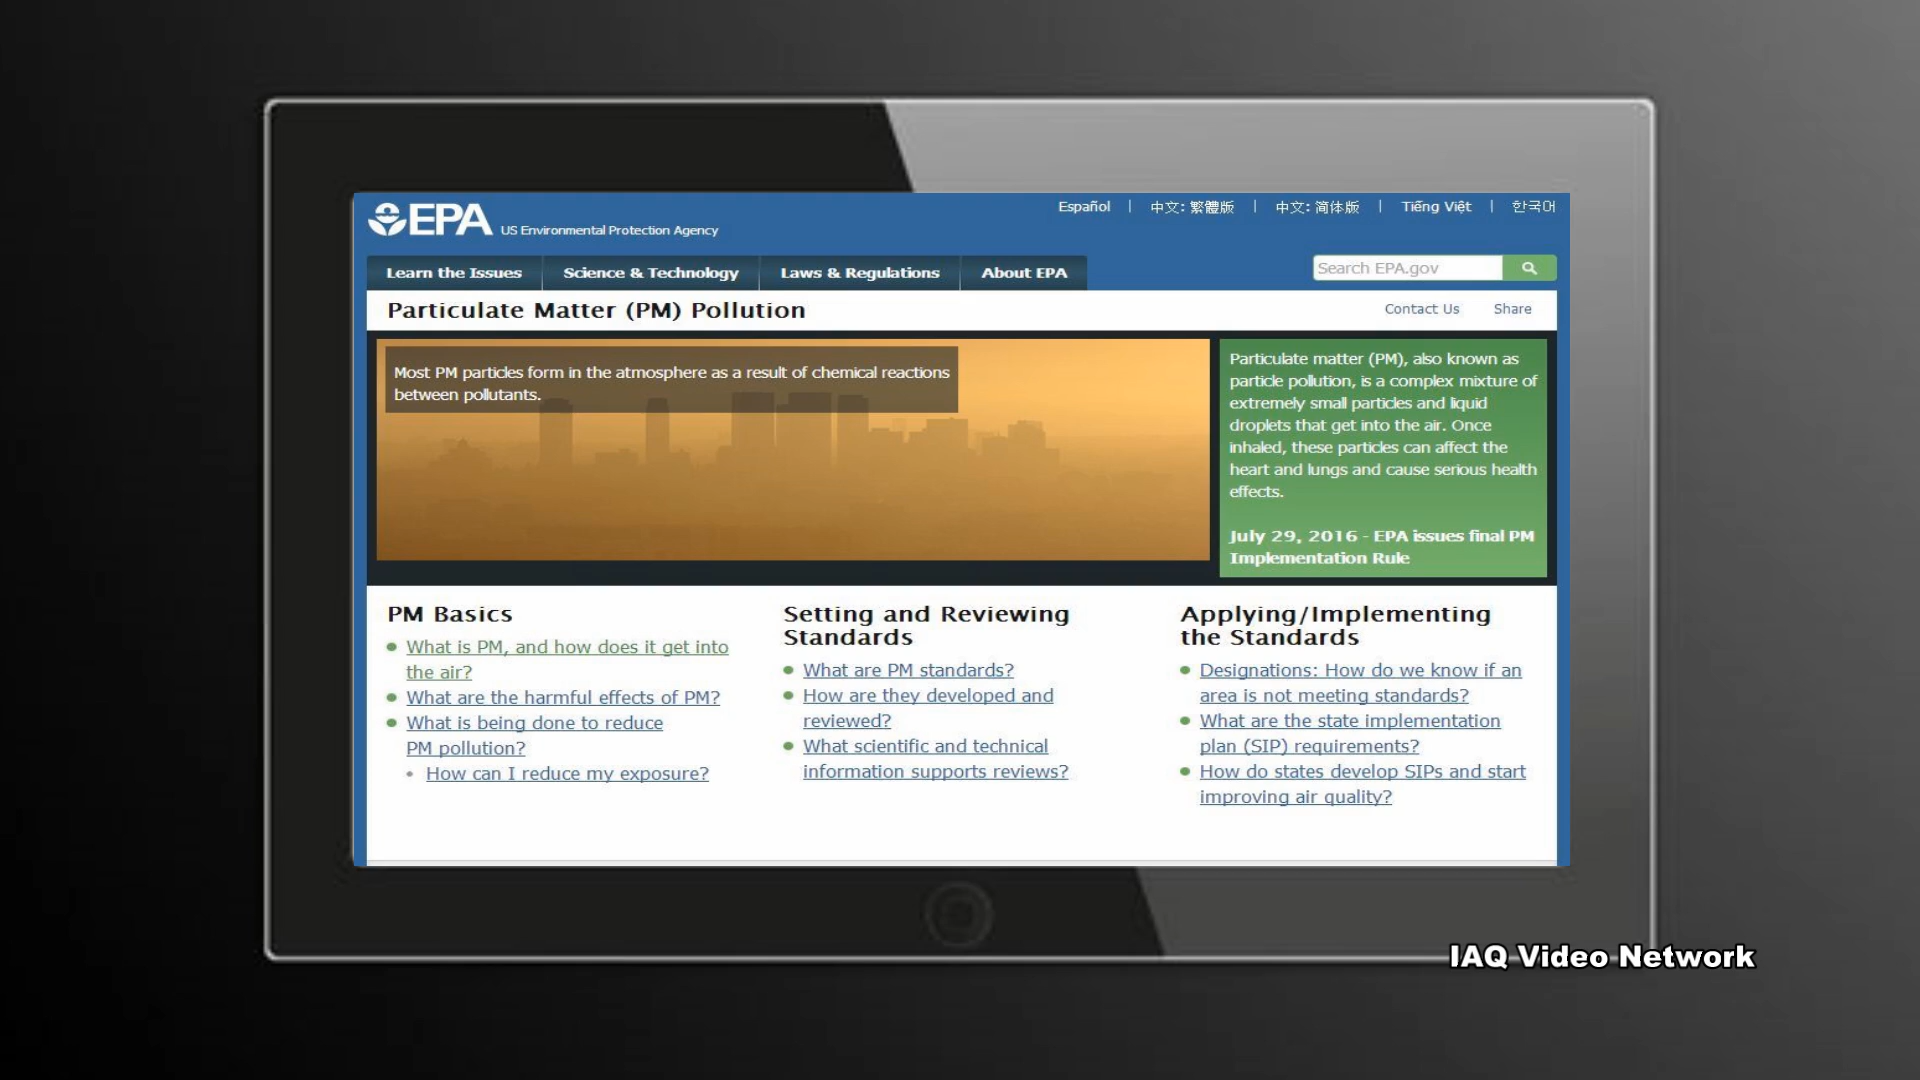 EPA US Environmental Protection Agency
Español | 中文: 繁體版 | 中文: 简体版 | Tiếng Việt | 한국어
Learn the Issues
Science & Technology
Laws & Regulations
About EPA
Search EPA.gov
Particulate Matter (PM) Pollution
Contact Us
Share
Most PM particles form in the atmosphere as a result of chemical reactions
between pollutants.
Particulate matter (PM), also known as
particle pollution, is a complex mixture of
extremely small particles and liquid
droplets that get into the air. Once
inhaled, these particles can affect the
heart and lungs and cause serious health
effects.
July 29, 2016 - EPA issues final PM
Implementation Rule
PM Basics
What is PM, and how does it get into
the air?
What are the harmful effects of PM?
What is being done to reduce
PM pollution?
How can I reduce my exposure?
Setting and Reviewing
Standards
What are PM standards?
How are they developed and
reviewed?
What scientific and technical
information supports reviews?
Applying/Implementing
the Standards
Designations: How do we know if an
area is not meeting standards?
What are the state implementation
plan (SIP) requirements?
How do states develop SIPs and start
improving air quality?
IAQ Video Network